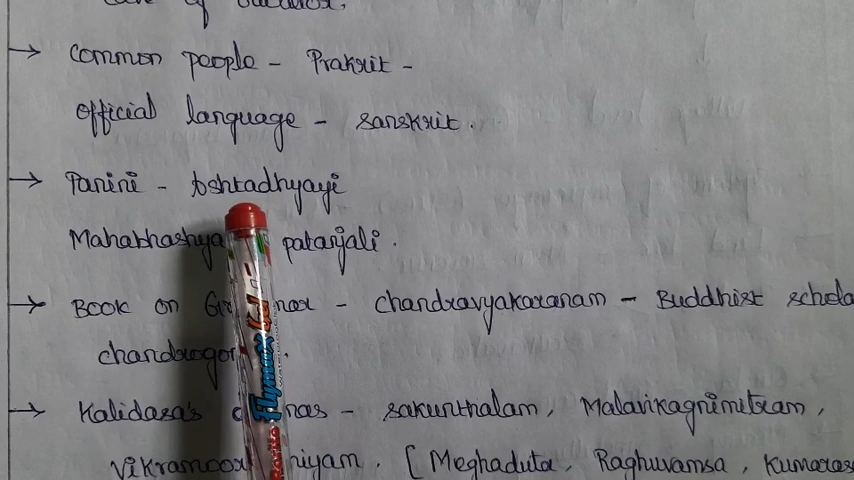 → Common people - Prakrit -
official language - Sanskrit.
→ Panini - Ashtadhyayi
Mahabhashya patanjali.
→ Book on - Chandravyakaranam - Buddhist
→ Kalidasa's - Sakunthalam, Malavikagnimitram,
[Meghaduta, Raghuvamsa,